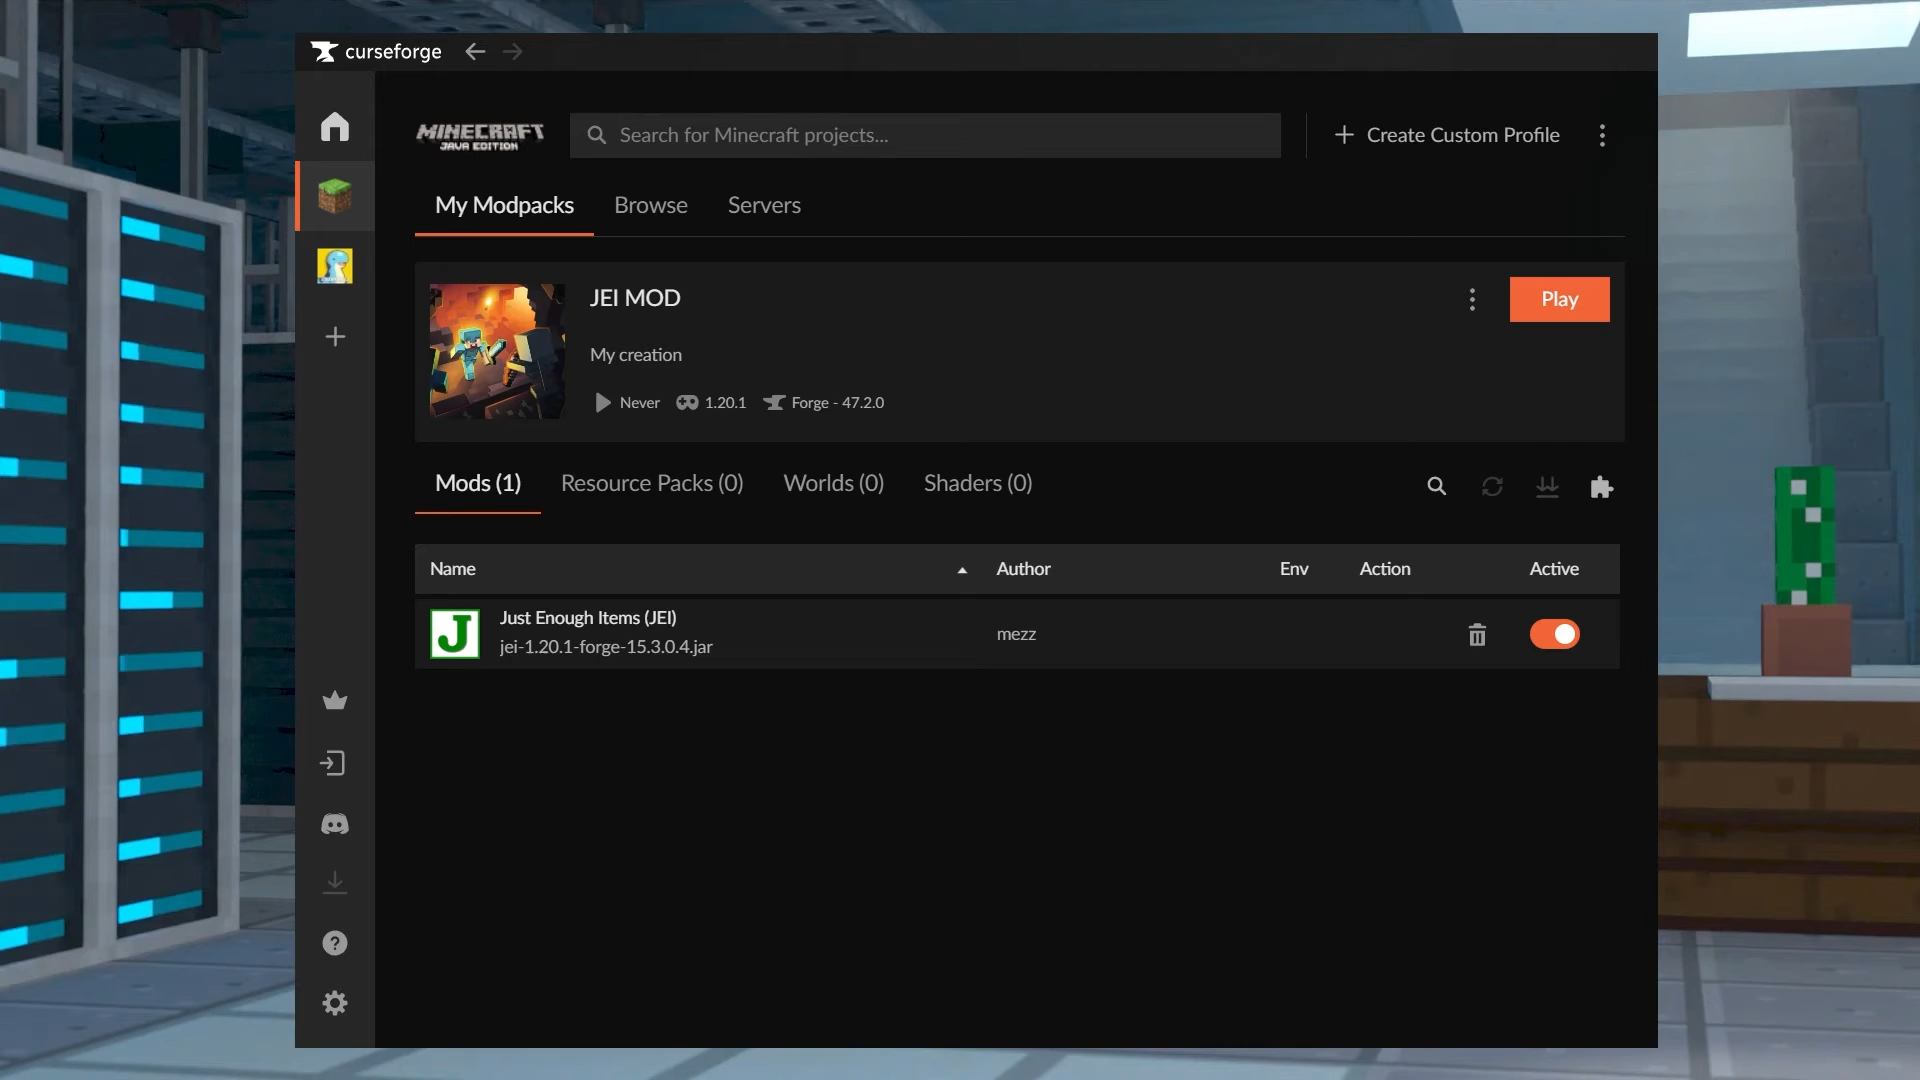 curseforge
MINECRAFT
JAVA EDITION
Search for Minecraft projects...
Create Custom Profile
My Modpacks
Browse
Servers
JEI MOD
Play
My creation
Never
1.20.1
Forge - 47.2.0
Mods (1)
Resource Packs (0)
Worlds (0)
Shaders (0)
Name
Author
Env
Action
Active
J
Just Enough Items (JEI)
jei-1.20.1-forge-15.3.0.4.jar
mezz